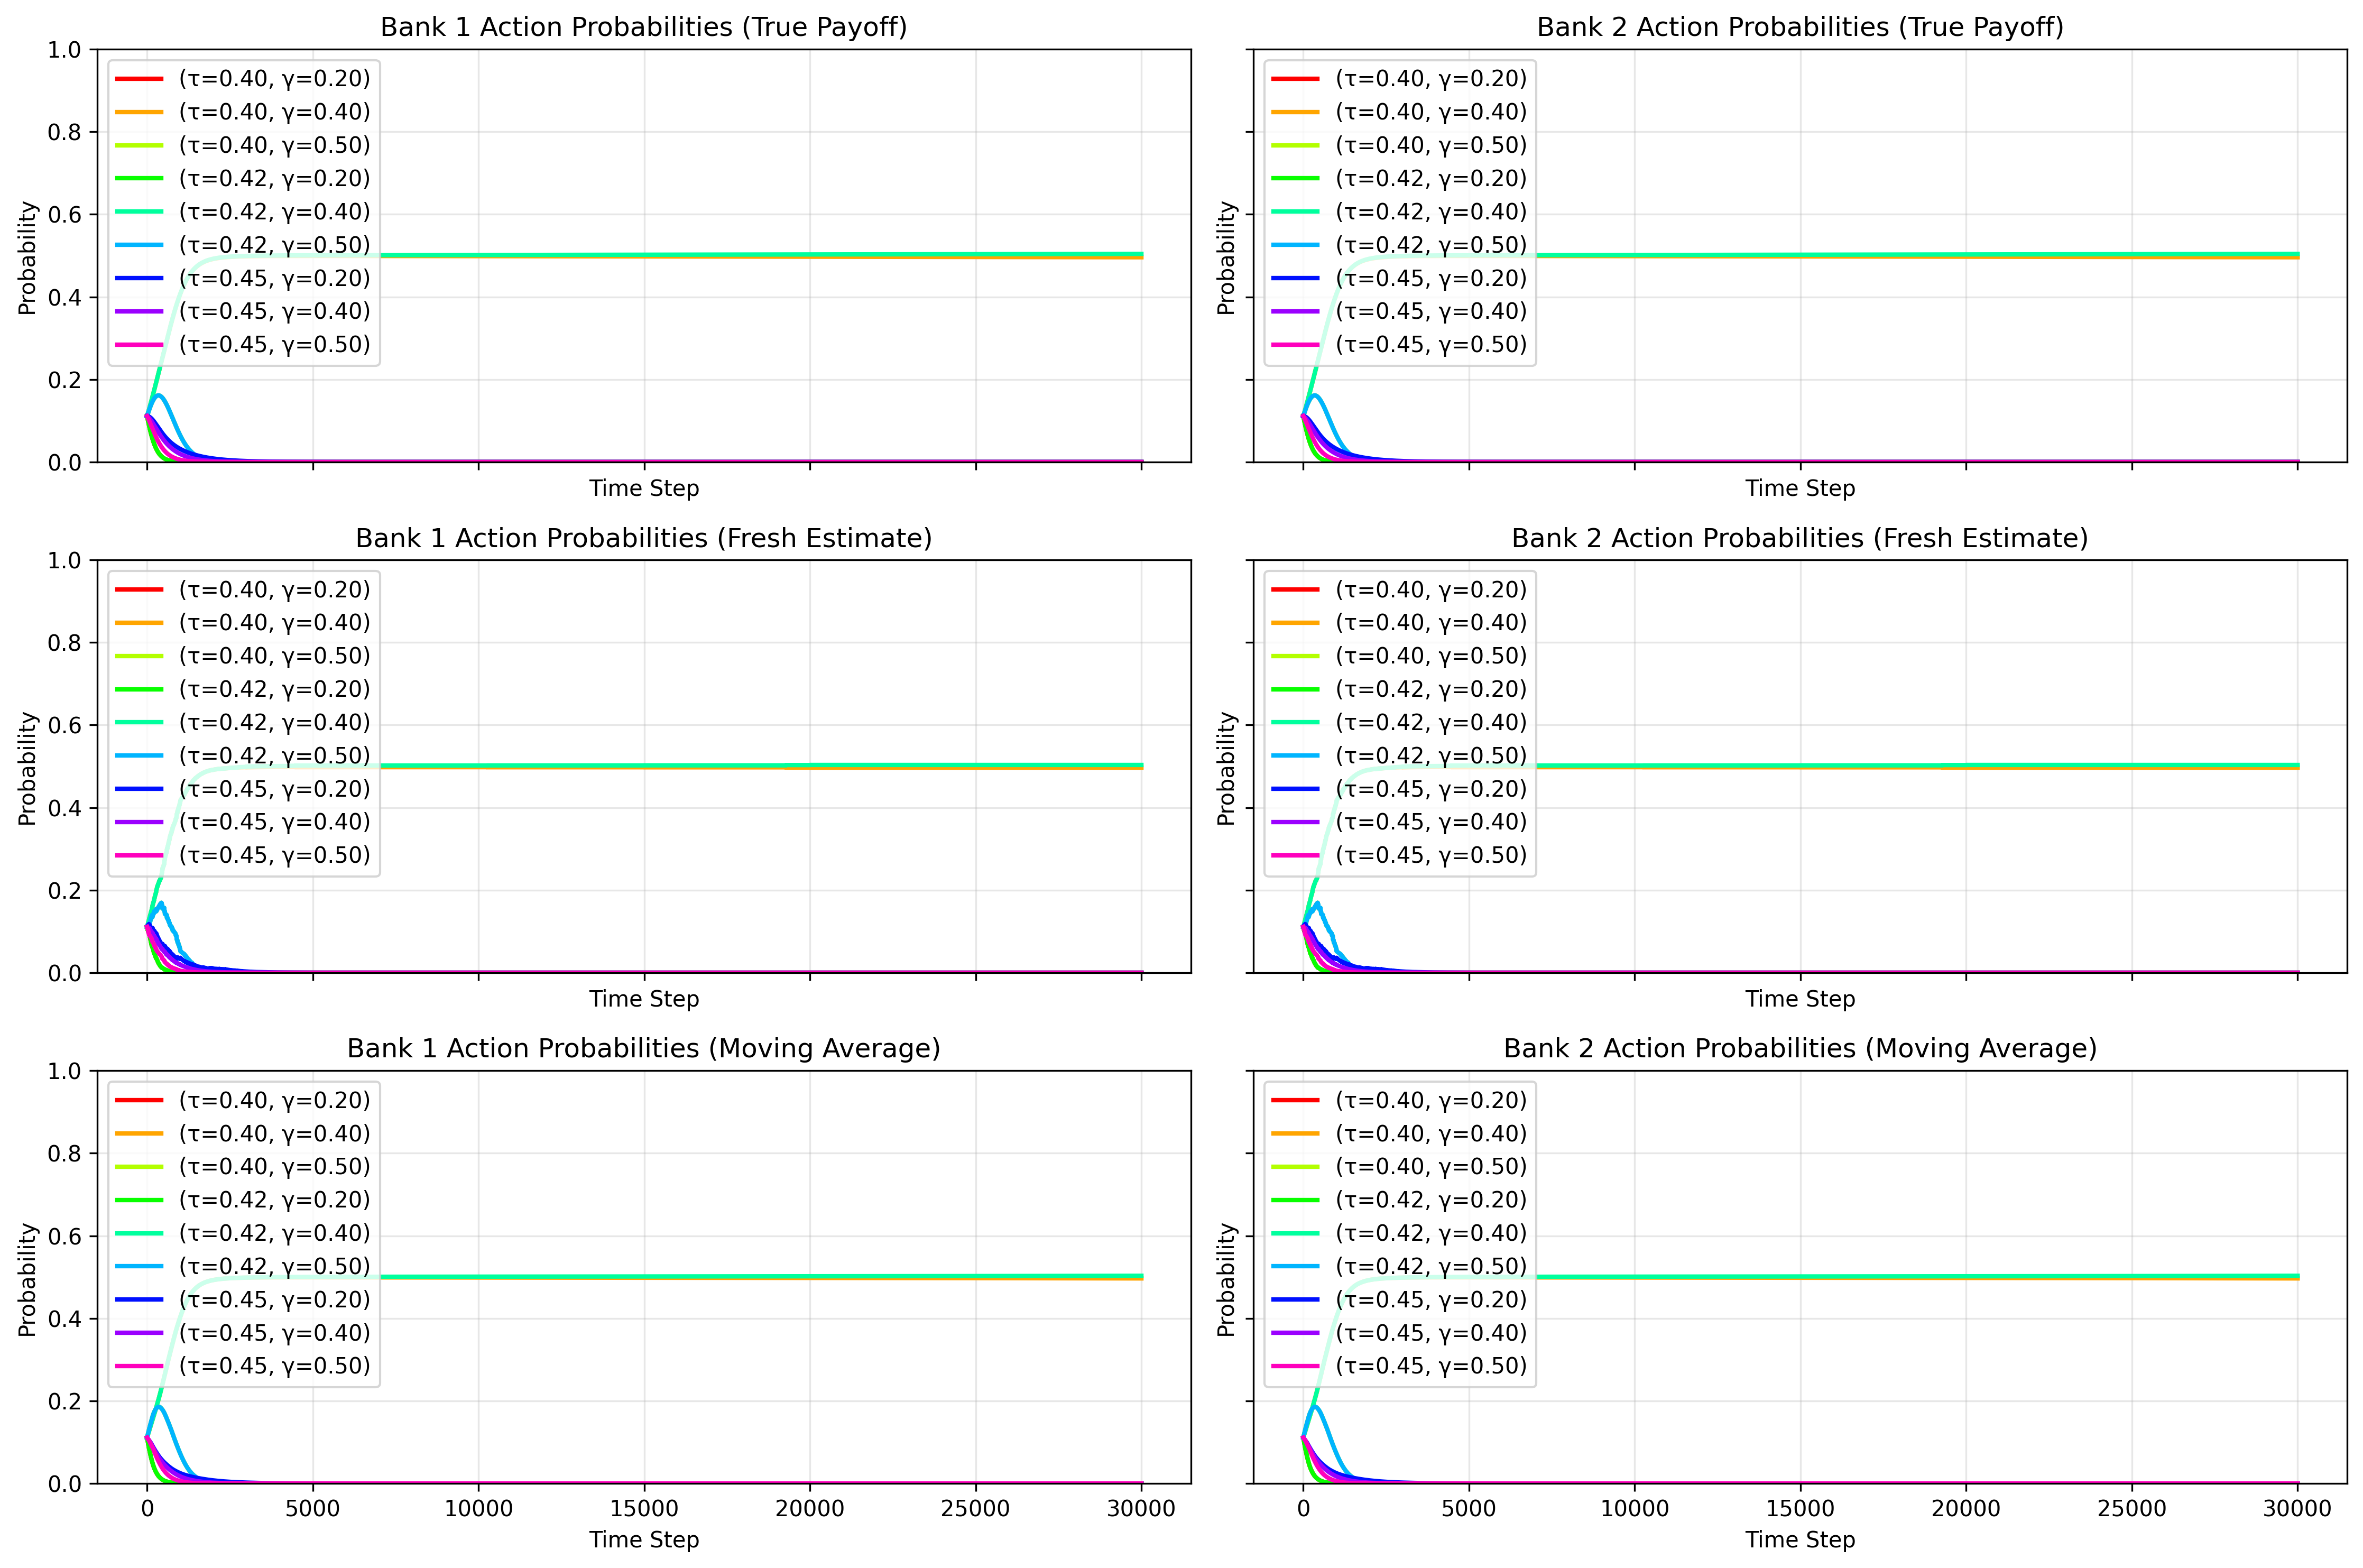 Bank 1 Action Probabilities (True Payoff)
Probability
1.0
0.8
0.6
0.4
0.2
0.0
(τ=0.40, γ=0.20)
(τ=0.40, γ=0.40)
(τ=0.40, γ=0.50)
(τ=0.42, γ=0.20)
(τ=0.42, γ=0.40)
(τ=0.42, γ=0.50)
(τ=0.45, γ=0.20)
(τ=0.45, γ=0.40)
(τ=0.45, γ=0.50)
Time Step
Bank 2 Action Probabilities (True Payoff)
Probability
(τ=0.40, γ=0.20)
(τ=0.40, γ=0.40)
(τ=0.40, γ=0.50)
(τ=0.42, γ=0.20)
(τ=0.42, γ=0.40)
(τ=0.42, γ=0.50)
(τ=0.45, γ=0.20)
(τ=0.45, γ=0.40)
(τ=0.45, γ=0.50)
Time Step
Bank 1 Action Probabilities (Fresh Estimate)
Probability
1.0
0.8
0.6
0.4
0.2
0.0
(τ=0.40, γ=0.20)
(τ=0.40, γ=0.40)
(τ=0.40, γ=0.50)
(τ=0.42, γ=0.20)
(τ=0.42, γ=0.40)
(τ=0.42, γ=0.50)
(τ=0.45, γ=0.20)
(τ=0.45, γ=0.40)
(τ=0.45, γ=0.50)
Time Step
Bank 2 Action Probabilities (Fresh Estimate)
Probability
(τ=0.40, γ=0.20)
(τ=0.40, γ=0.40)
(τ=0.40, γ=0.50)
(τ=0.42, γ=0.20)
(τ=0.42, γ=0.40)
(τ=0.42, γ=0.50)
(τ=0.45, γ=0.20)
(τ=0.45, γ=0.40)
(τ=0.45, γ=0.50)
Time Step
Bank 1 Action Probabilities (Moving Average)
Probability
1.0
0.8
0.6
0.4
0.2
0.0
(τ=0.40, γ=0.20)
(τ=0.40, γ=0.40)
(τ=0.40, γ=0.50)
(τ=0.42, γ=0.20)
(τ=0.42, γ=0.40)
(τ=0.42, γ=0.50)
(τ=0.45, γ=0.20)
(τ=0.45, γ=0.40)
(τ=0.45, γ=0.50)
0 5000 10000 15000 20000 25000 30000
Time Step
Bank 2 Action Probabilities (Moving Average)
Probability
(τ=0.40, γ=0.20)
(τ=0.40, γ=0.40)
(τ=0.40, γ=0.50)
(τ=0.42, γ=0.20)
(τ=0.42, γ=0.40)
(τ=0.42, γ=0.50)
(τ=0.45, γ=0.20)
(τ=0.45, γ=0.40)
(τ=0.45, γ=0.50)
0 5000 10000 15000 20000 25000 30000
Time Step